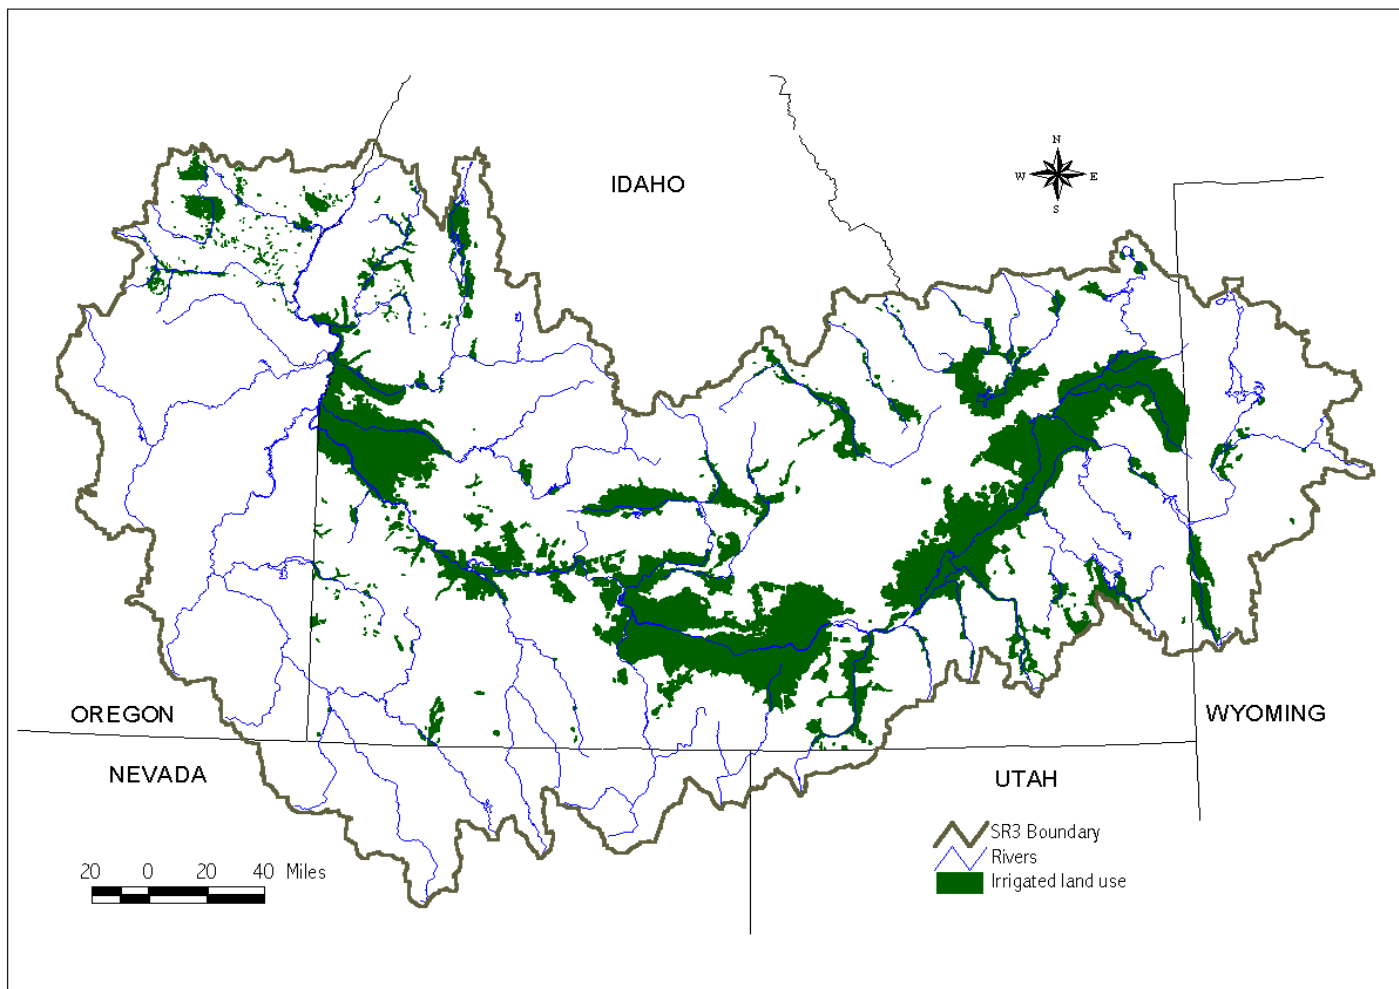 N
IDAHO
W E
S
OREGON
WYOMING
NEVADA
UTAH
SR3 Boundary
Rivers
20 0 20 40 Miles
Irrigated land use